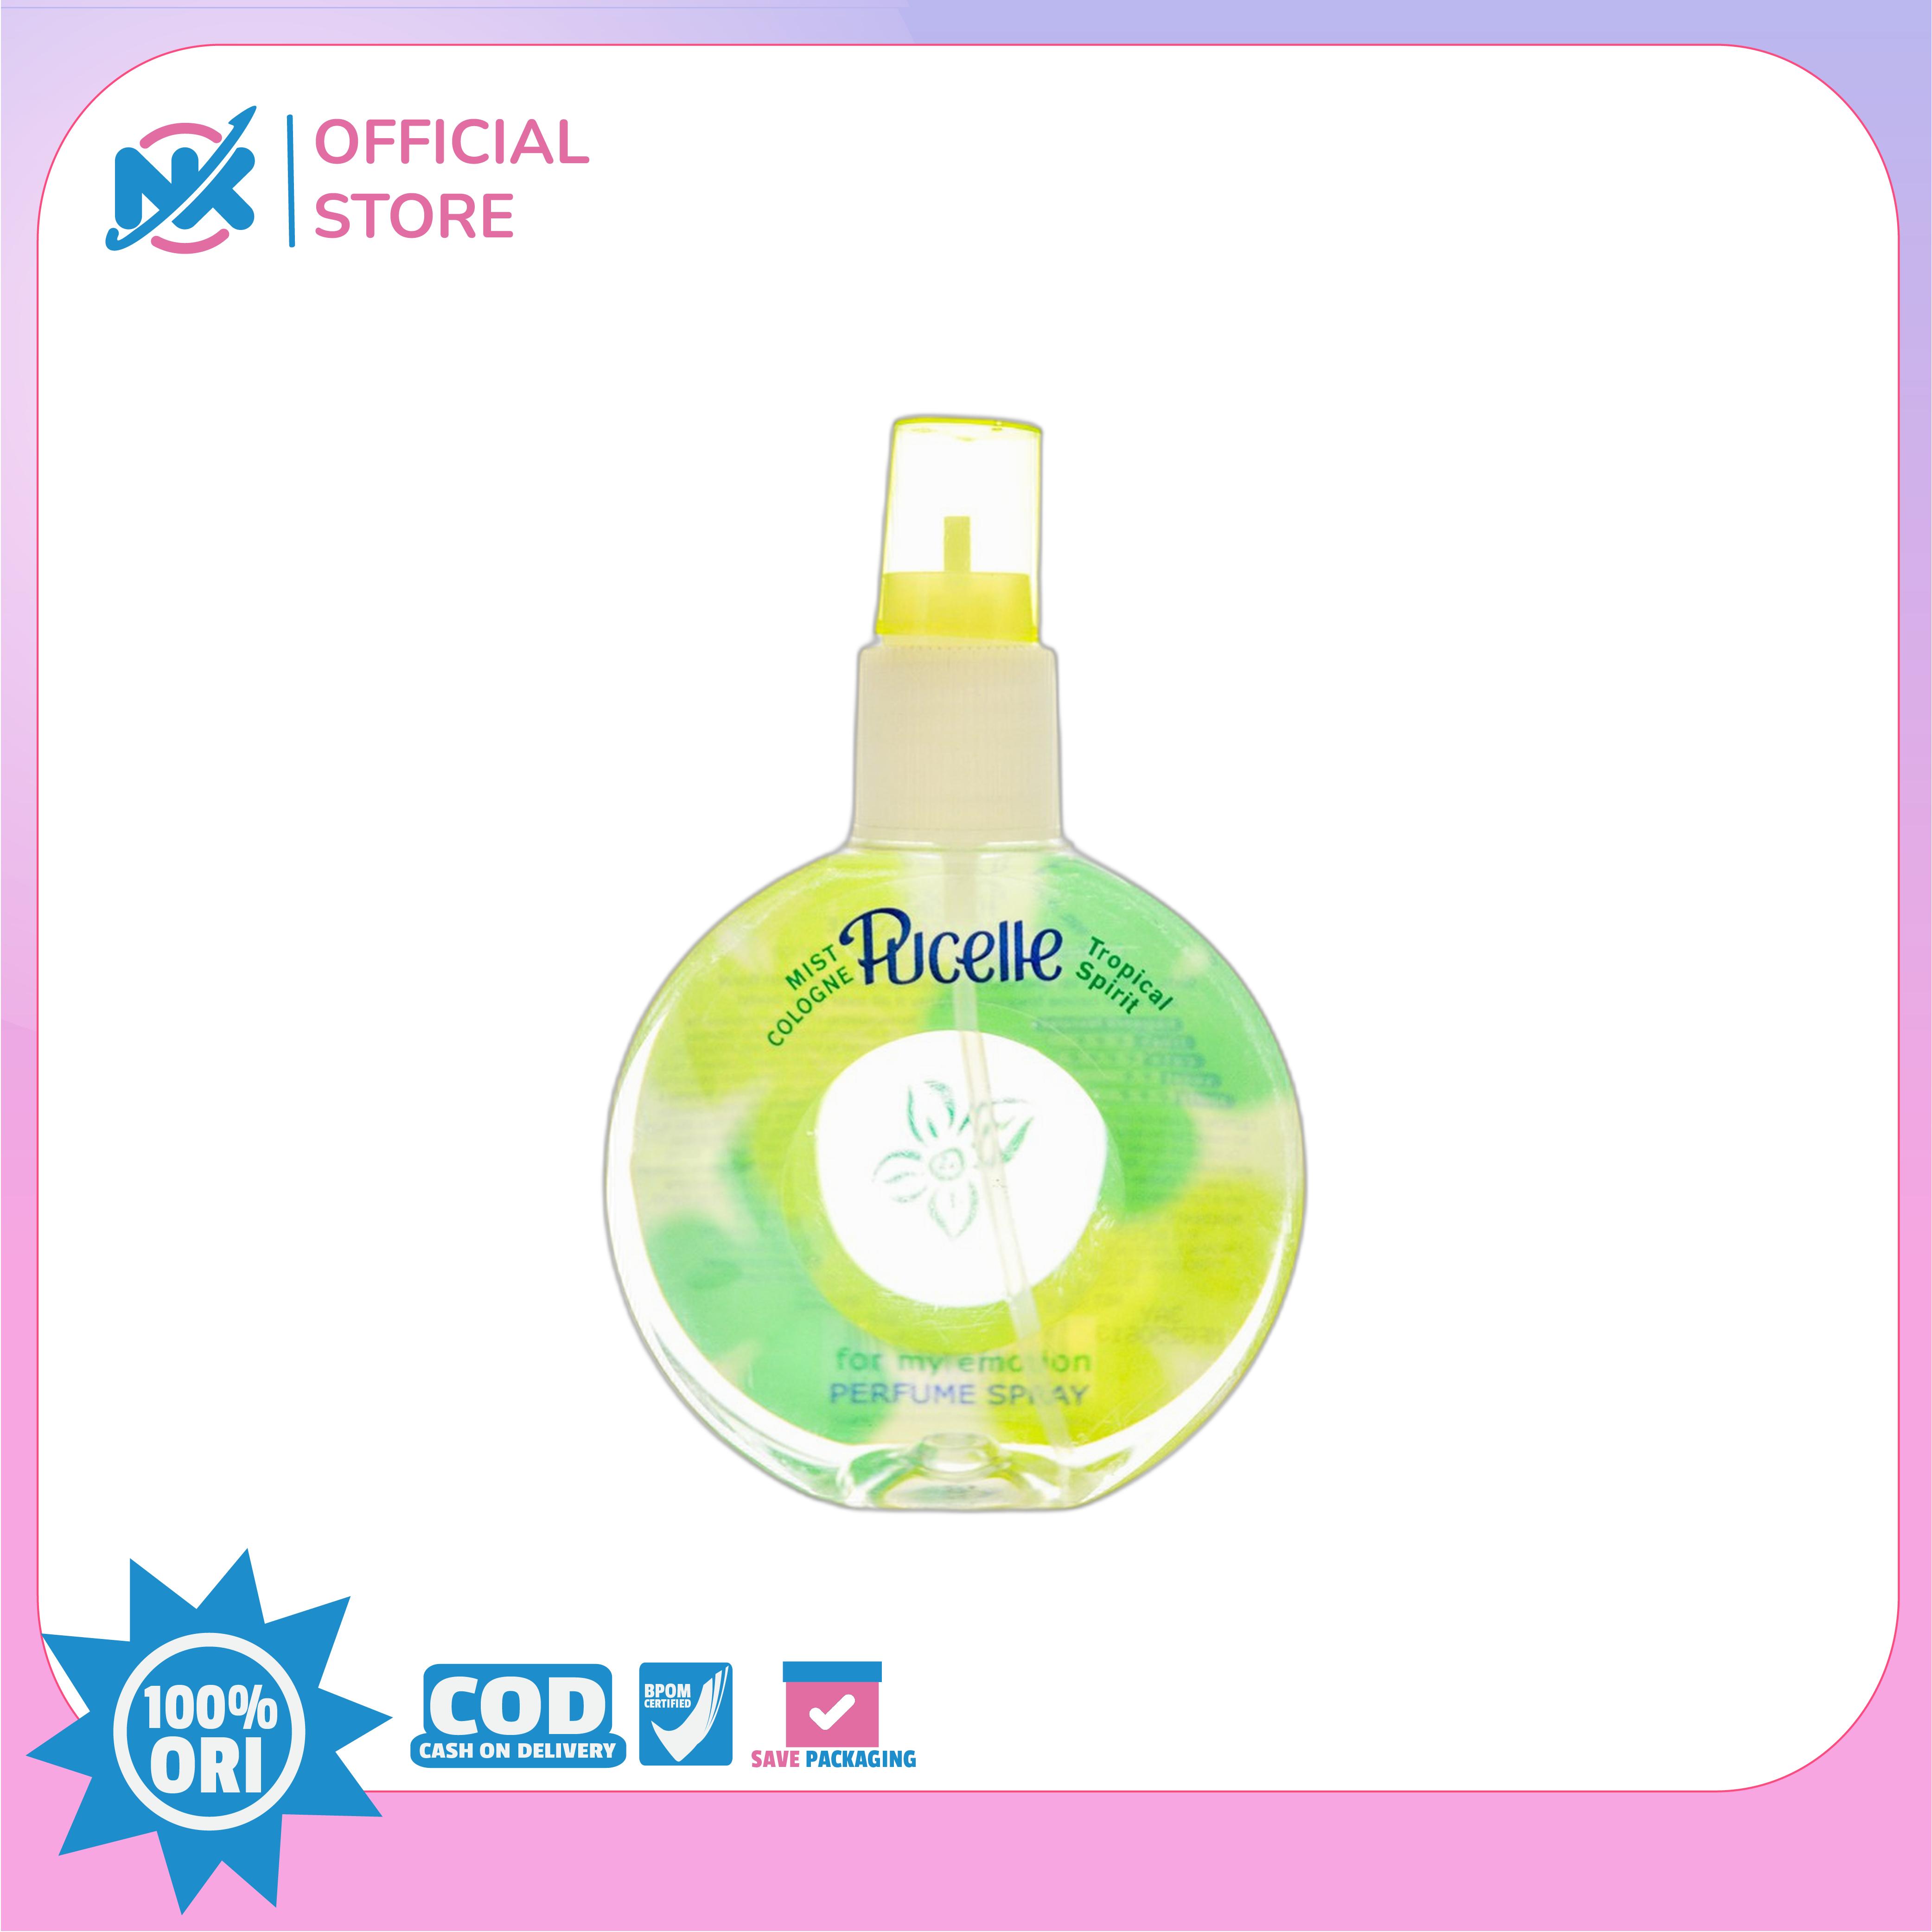 NK
OFFICIAL
STORE
MIST
COLOGNE
Pucelle
Tropical
Spirit
for my emotion
PERFUME SPRAY
100%
ORI
COD
CASH ON DELIVERY
BPOM
CERTIFIED
SAVE PACKAGING